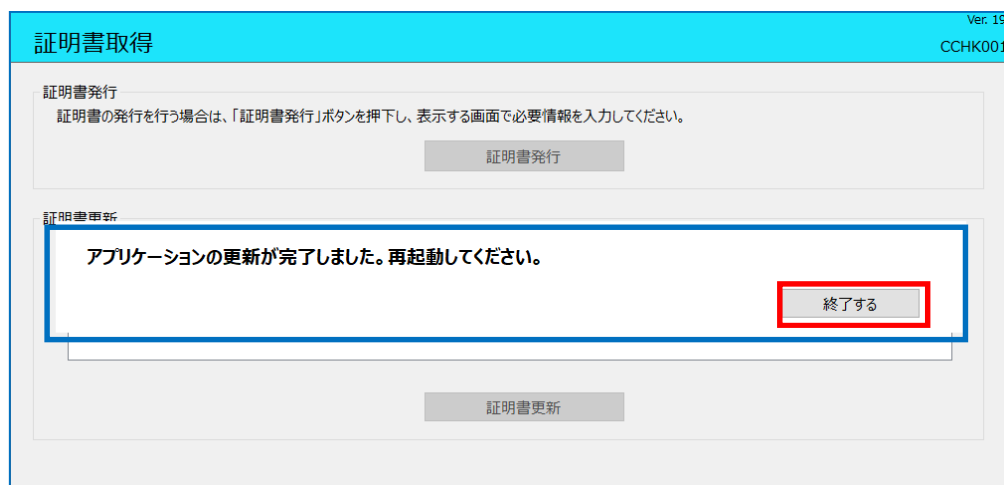 Ver. 19
証明書取得
CCHK001
証明書発行
証明書の発行を行う場合は、「証明書発行」ボタンを押下し、表示する画面で必要情報を入力してください。
証明書発行
証明書更新
アプリケーションの更新が完了しました。再起動してください。
終了する
証明書更新